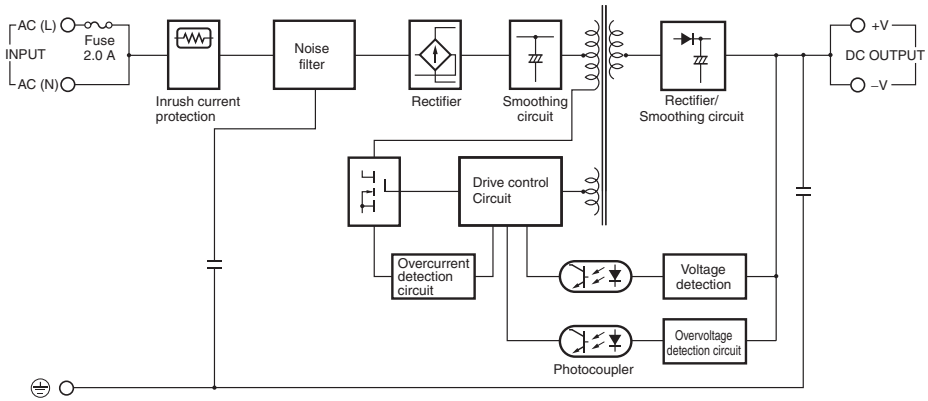 AC (L)
Fuse
2.0 A
INPUT
AC (N)
Inrush current
protection
Noise
filter
Rectifier
Smoothing
circuit
Rectifier/
Smoothing circuit
+V
DC OUTPUT
–V
Drive control
Circuit
Overcurrent
detection
circuit
Voltage
detection
Overvoltage
detection circuit
Photocoupler